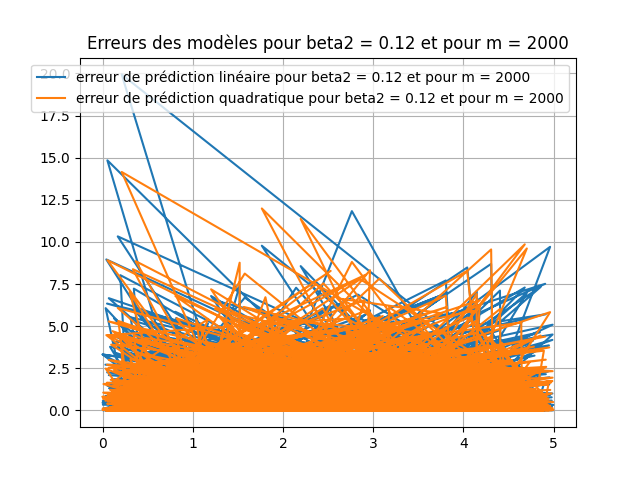 Erreurs des modèles pour beta2 = 0.12 et pour m = 2000
erreur de prédiction linéaire pour beta2 = 0.12 et pour m = 2000
erreur de prédiction quadratique pour beta2 = 0.12 et pour m = 2000
20.0
17.5
15.0
12.5
10.0
7.5
5.0
2.5
0.0
0 1 2 3 4 5